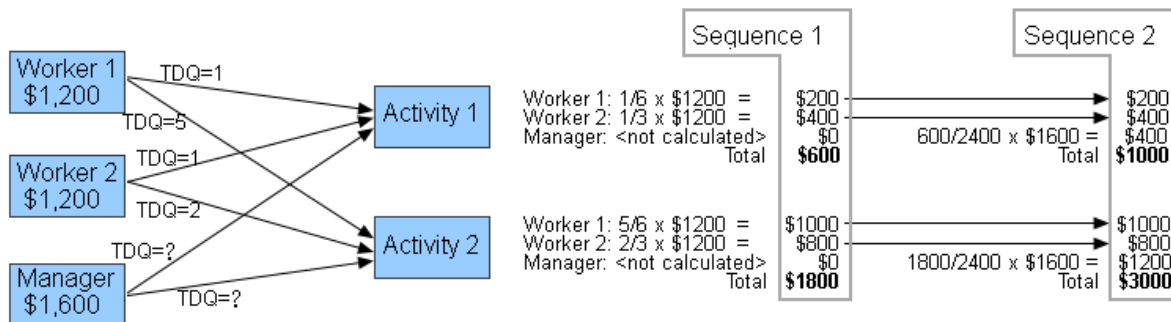 Worker 1
$1,200
TDQ=1
TDQ=5
Worker 2
$1,200
TDQ=1
TDQ=2
Manager
$1,600
TDQ=?
TDQ=?
Activity 1
Activity 2
Sequence 1
Sequence 2
Worker 1: 1/6 x $1200 = $200 $200
Worker 2: 1/3 x $1200 = $400 $400
Manager: <not calculated> $0 600/2400 x $1600 = $400
Total $600 Total $1000
Worker 1: 5/6 x $1200 = $1000 $1000
Worker 2: 2/3 x $1200 = $800 $800
Manager: <not calculated> $0 1800/2400 x $1600 = $1200
Total $1800 Total $3000